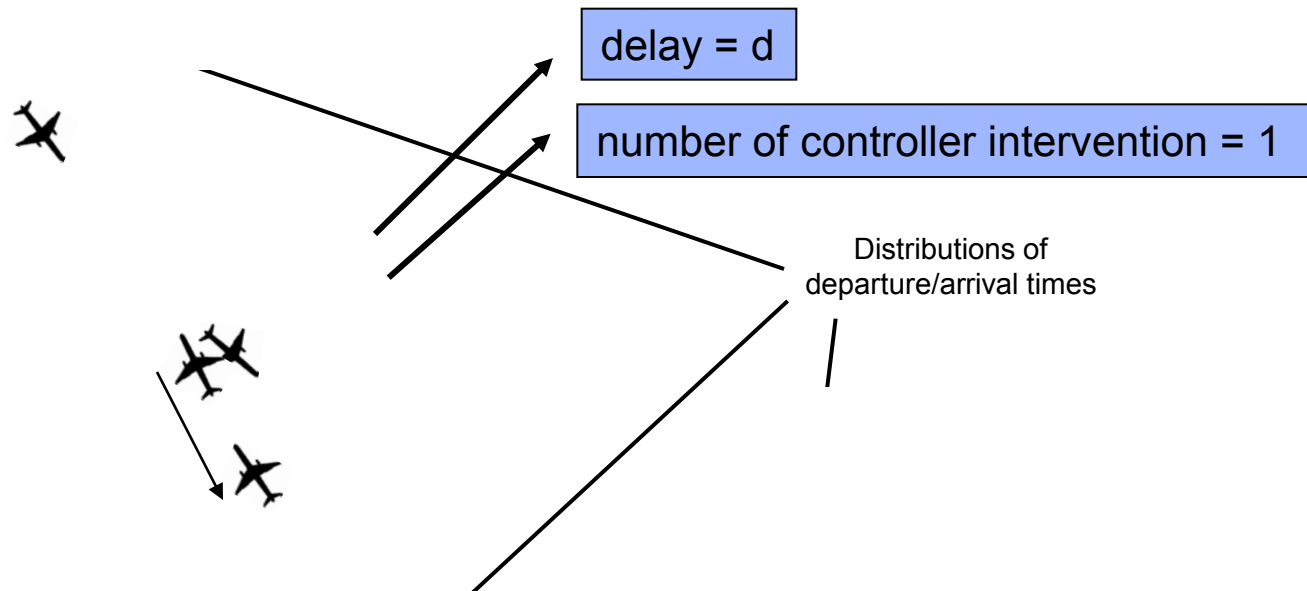 delay = d
number of controller intervention = 1
Distributions of
departure/arrival times